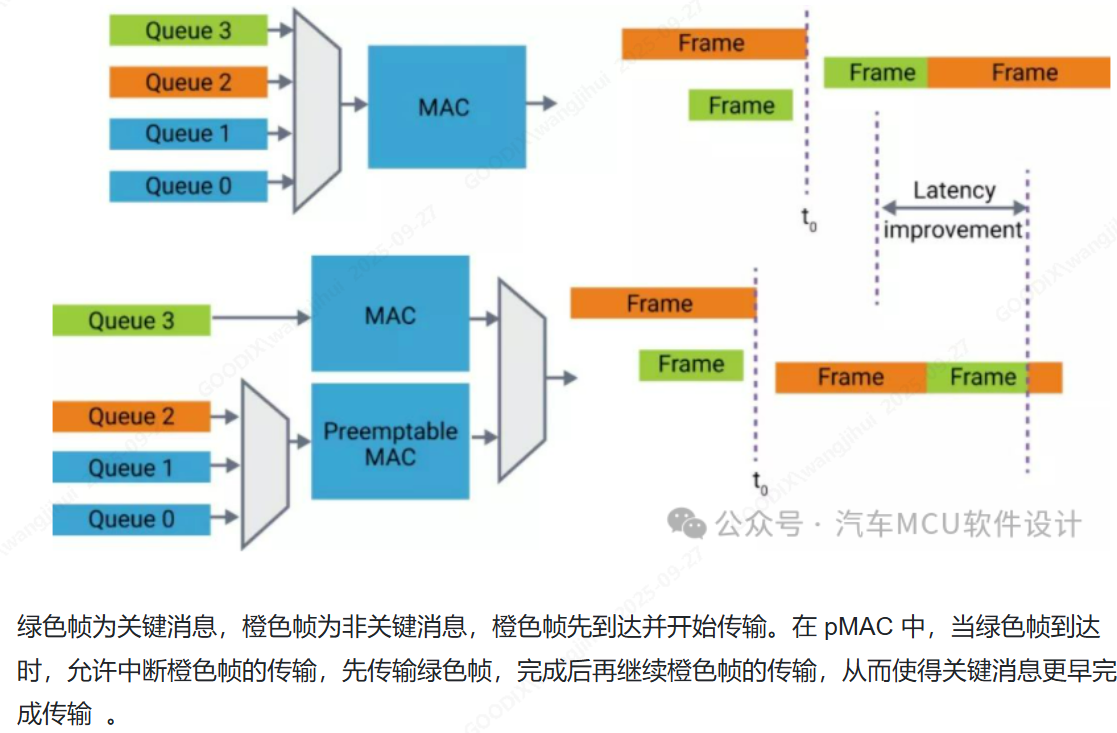 Queue 3
Queue 2
Queue 1
Queue 0
MAC
Frame
Frame
Frame Frame
t0
Latency
improvement
Queue 3
MAC
Queue 2
Queue 1
Queue 0
Preemptable
MAC
Frame
Frame
Frame Frame
t0
公众号 · 汽车MCU软件设计
绿色帧为关键消息，橙色帧为非关键消息，橙色帧先到达并开始传输。在 pMAC 中，当绿色帧到达
时，允许中断橙色帧的传输，先传输绿色帧，完成后再继续橙色帧的传输，从而使得关键消息更早完
成传输 。
GOODIX\wangjihui 2025-09-27